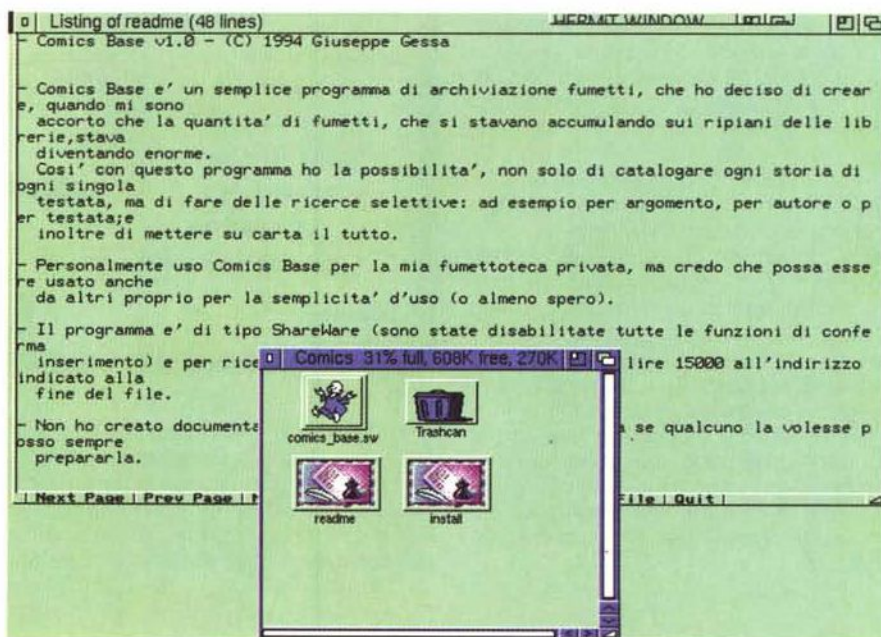 Listing of readme (48 lines)
HERMIT WINDOW
- Comics Base v1.0 - (C) 1994 Giuseppe Gessa
- Comics Base e' un semplice programma di archiviazione fumetti, che ho deciso di crear
e, quando mi sono
accorto che la quantita' di fumetti, che si stavano accumulando sui ripiani delle lib
rerie,stava
diventando enorme.
Cosi' con questo programma ho la possibilita', non solo di catalogare ogni storia di
ogni singola
testata, ma di fare delle ricerce selettive: ad esempio per argomento, per autore o p
er testata;e
inoltre di mettere su carta il tutto.
- Personalmente uso Comics Base per la mia fumettoteca privata, ma credo che possa esse
re usato anche
da altri proprio per la semplicita' d'uso (o almeno spero).
- Il programma e' di tipo ShareWare (sono state disabilitate tutte le funzioni di confe
rma
inserimento) e per rice lire 15000 all'indirizzo
indicato alla
fine del file.
- Non ho creato documenta se qualcuno la volesse p
osso sempre
prepararla.
| Next Page | Prev Page | File | Quit |
Comics 31% full, 608K free, 270K
comics_base.sw
Trashcan
readme
install